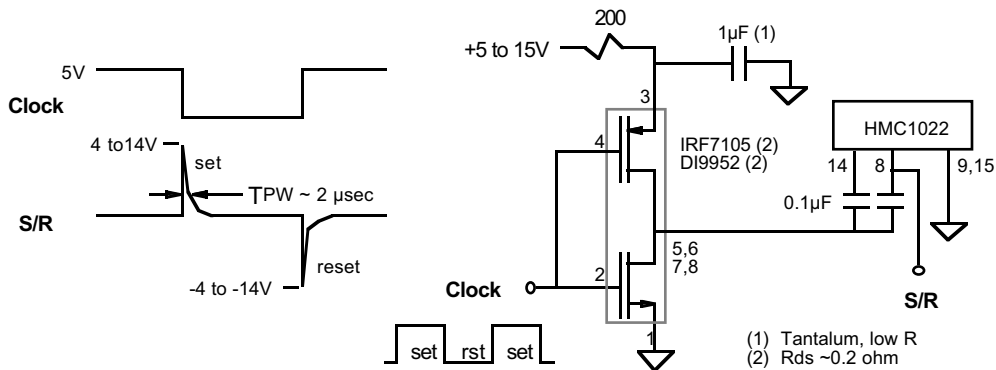 5V
Clock
4 to14V
set
TPW ~ 2 µsec
S/R
reset
-4 to -14V
200
+5 to 15V
1µF (1)
3
4
IRF7105 (2)
DI9952 (2)
HMC1022
14
8
9,15
0.1µF
5,6
7,8
2
Clock
S/R
1
set
rst
set
(1) Tantalum, low R
(2) Rds ~0.2 ohm